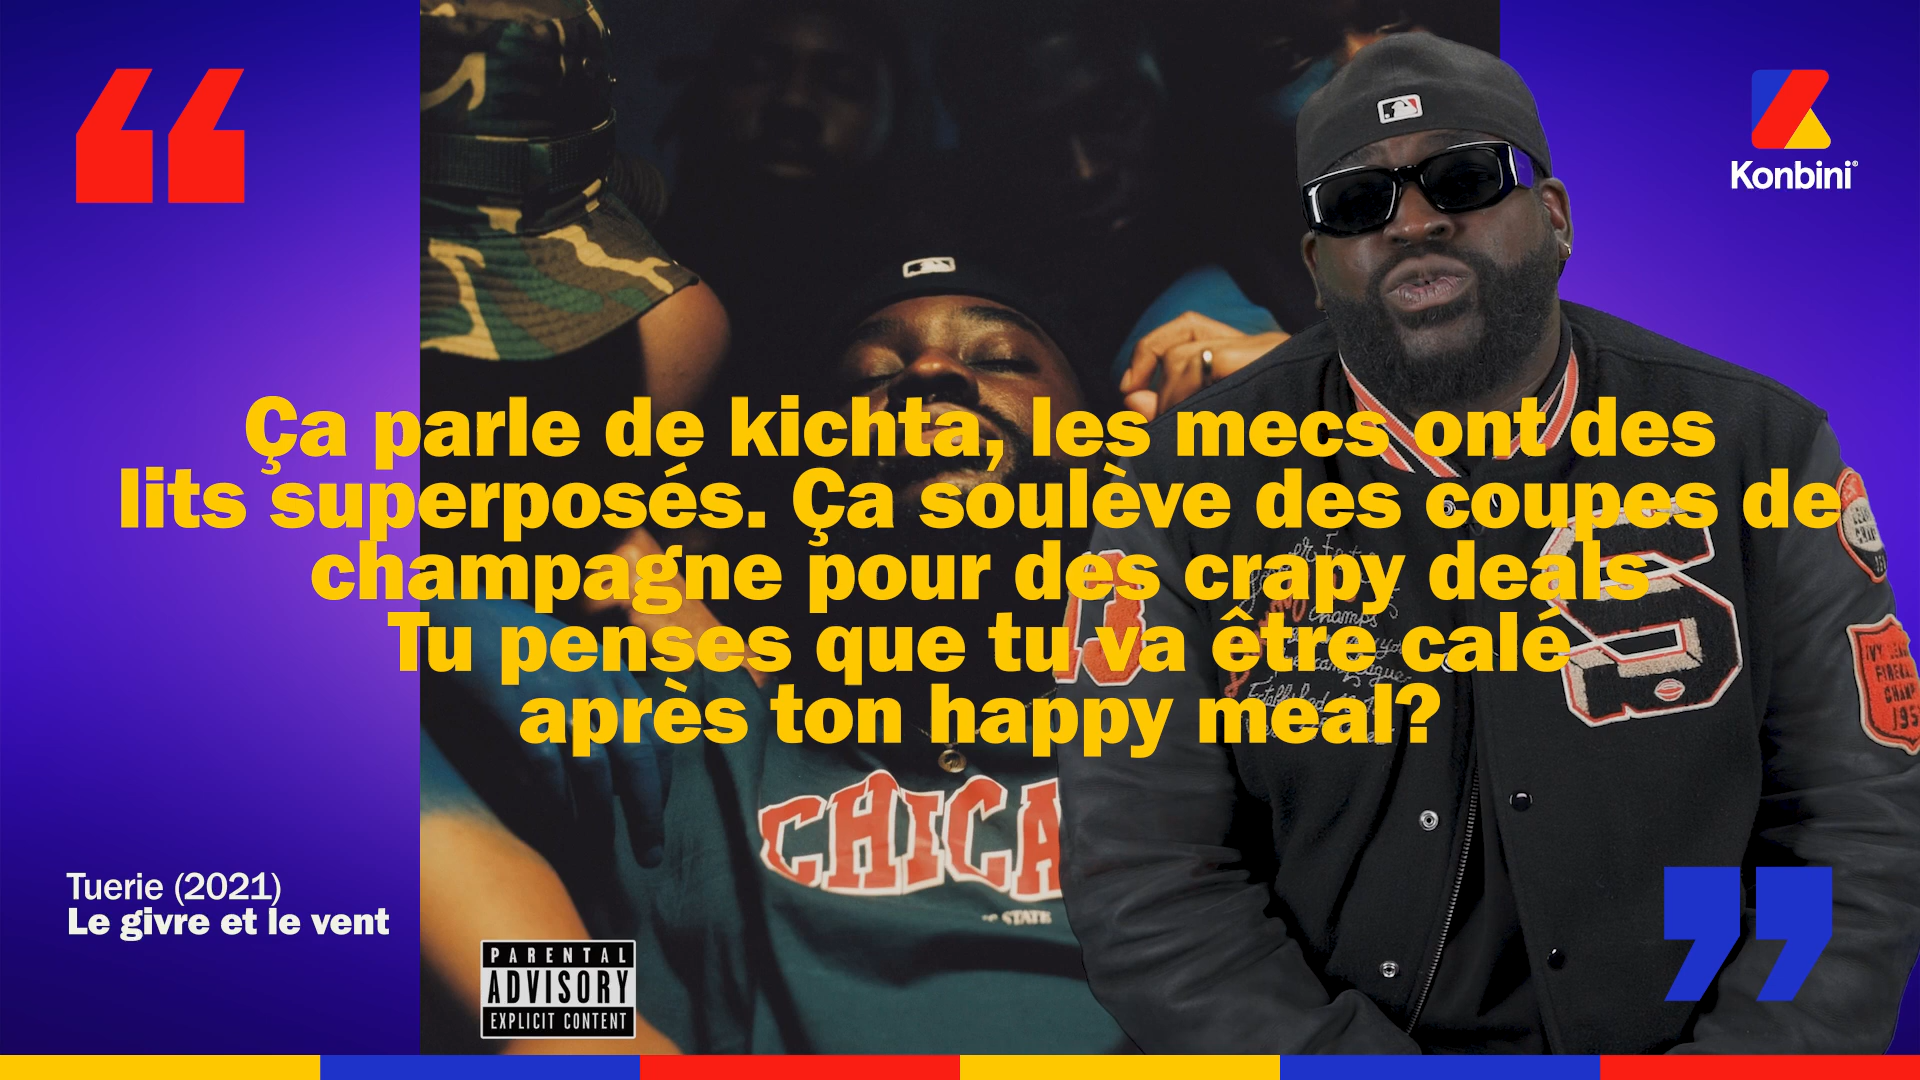 Konbini
Ça parle de kichta, les mecs ont des
lits superposés. Ça soulève des coupes de
champagne pour des crapy deals
Tu penses que tu va être calé
après ton happy meal?
Tuerie (2021)
Le givre et le vent
CHICA
STATE
PARENTAL
ADVISORY
EXPLICIT CONTENT
13
S